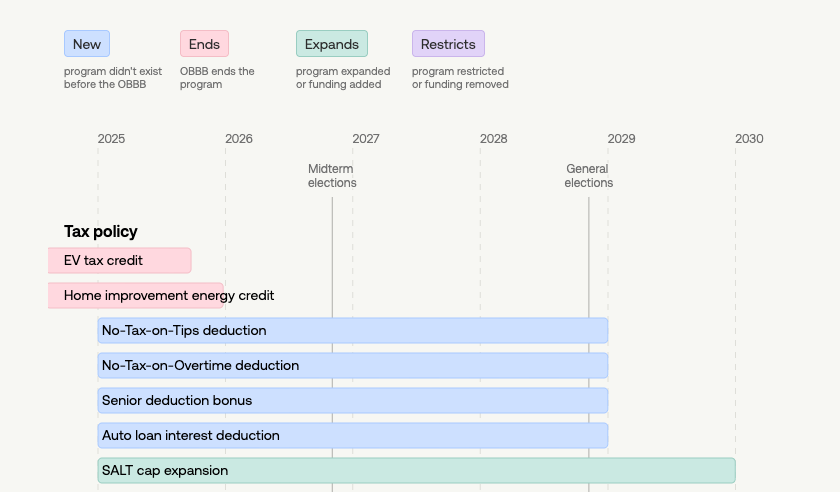 New
Ends
Expands
Restricts
program didn't exist
before the OBBB
OBBB ends the
program
program expanded
or funding added
program restricted
or funding removed
2025
2026
2027
2028
2029
2030
Midterm
elections
General
elections
Tax policy
EV tax credit
Home improvement energy credit
No-Tax-on-Tips deduction
No-Tax-on-Overtime deduction
Senior deduction bonus
Auto loan interest deduction
SALT cap expansion